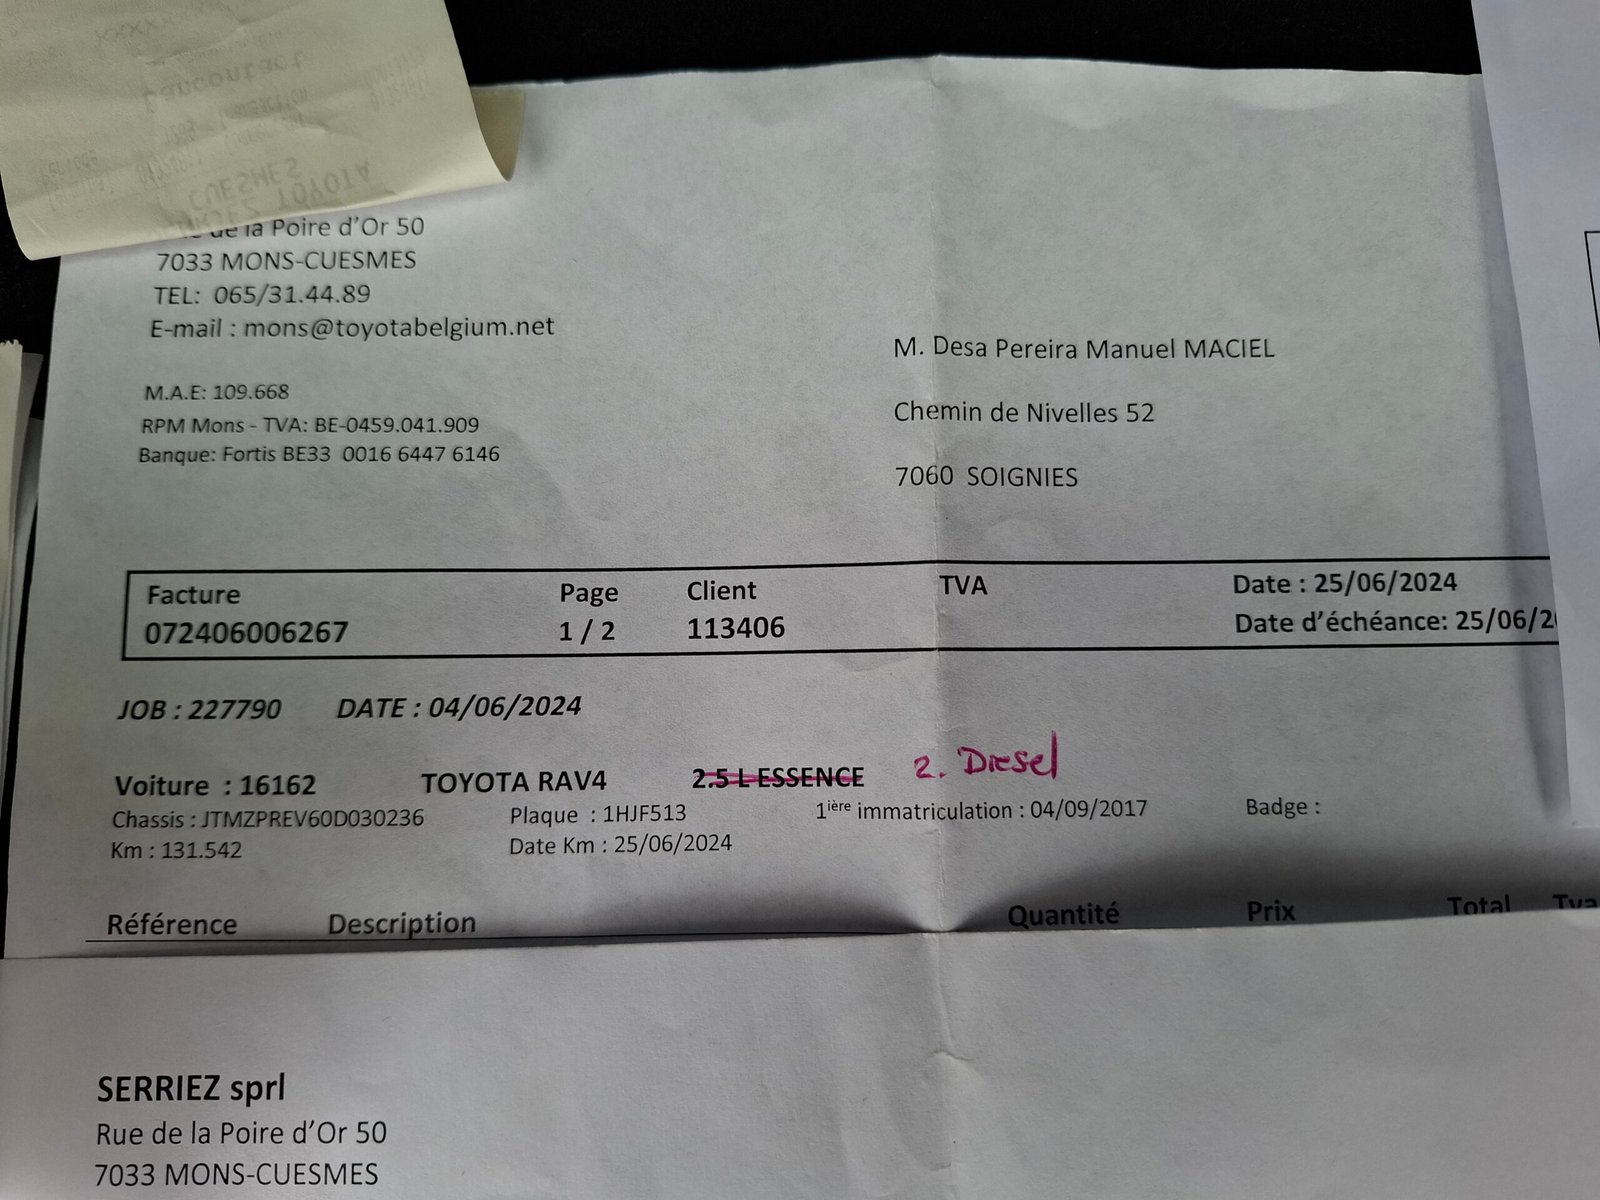 Bancontact
CUESMES
TOYOTA
de la Poire d'Or 50
7033 MONS-CUESMES
TEL: 065/31.44.89
E-mail : mons@toyotabelgium.net
M.A.E: 109.668
RPM Mons - TVA: BE-0459.041.909
Banque: Fortis BE33 0016 6447 6146
M. Desa Pereira Manuel MACIEL
Chemin de Nivelles 52
7060 SOIGNIES
Facture Page Client TVA Date : 25/06/2024
072406006267 1 / 2 113406 Date d'échéance: 25/06/2
JOB : 227790 DATE : 04/06/2024
Voiture : 16162 TOYOTA RAV4 2.5 L ESSENCE 2. Diesel
Chassis : JTMZPREV60D030236 Plaque : 1HJF513 1ière immatriculation : 04/09/2017 Badge :
Km : 131.542 Date Km : 25/06/2024
Référence Description Quantité Prix Total Tva
SERRIEZ sprl
Rue de la Poire d'Or 50
7033 MONS-CUESMES